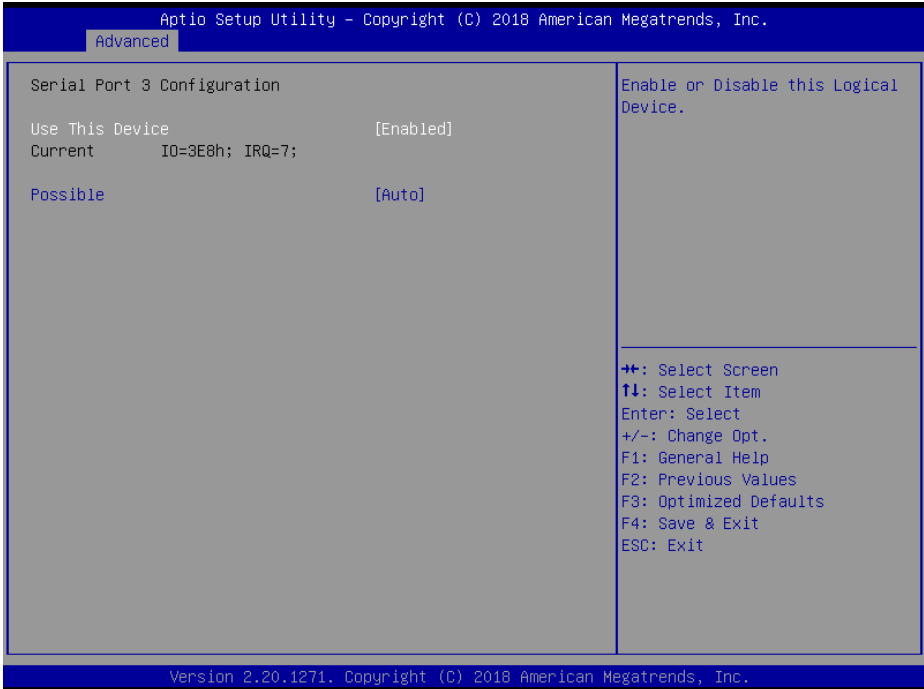 Aptio Setup Utility – Copyright (C) 2018 American Megatrends, Inc.
Advanced
Serial Port 3 Configuration
Use This Device [Enabled]
Current IO=3E8h; IRQ=7;
Possible [Auto]
Enable or Disable this Logical
Device.
→←: Select Screen
↑↓: Select Item
Enter: Select
+/-: Change Opt.
F1: General Help
F2: Previous Values
F3: Optimized Defaults
F4: Save & Exit
ESC: Exit
Version 2.20.1271. Copyright (C) 2018 American Megatrends, Inc.